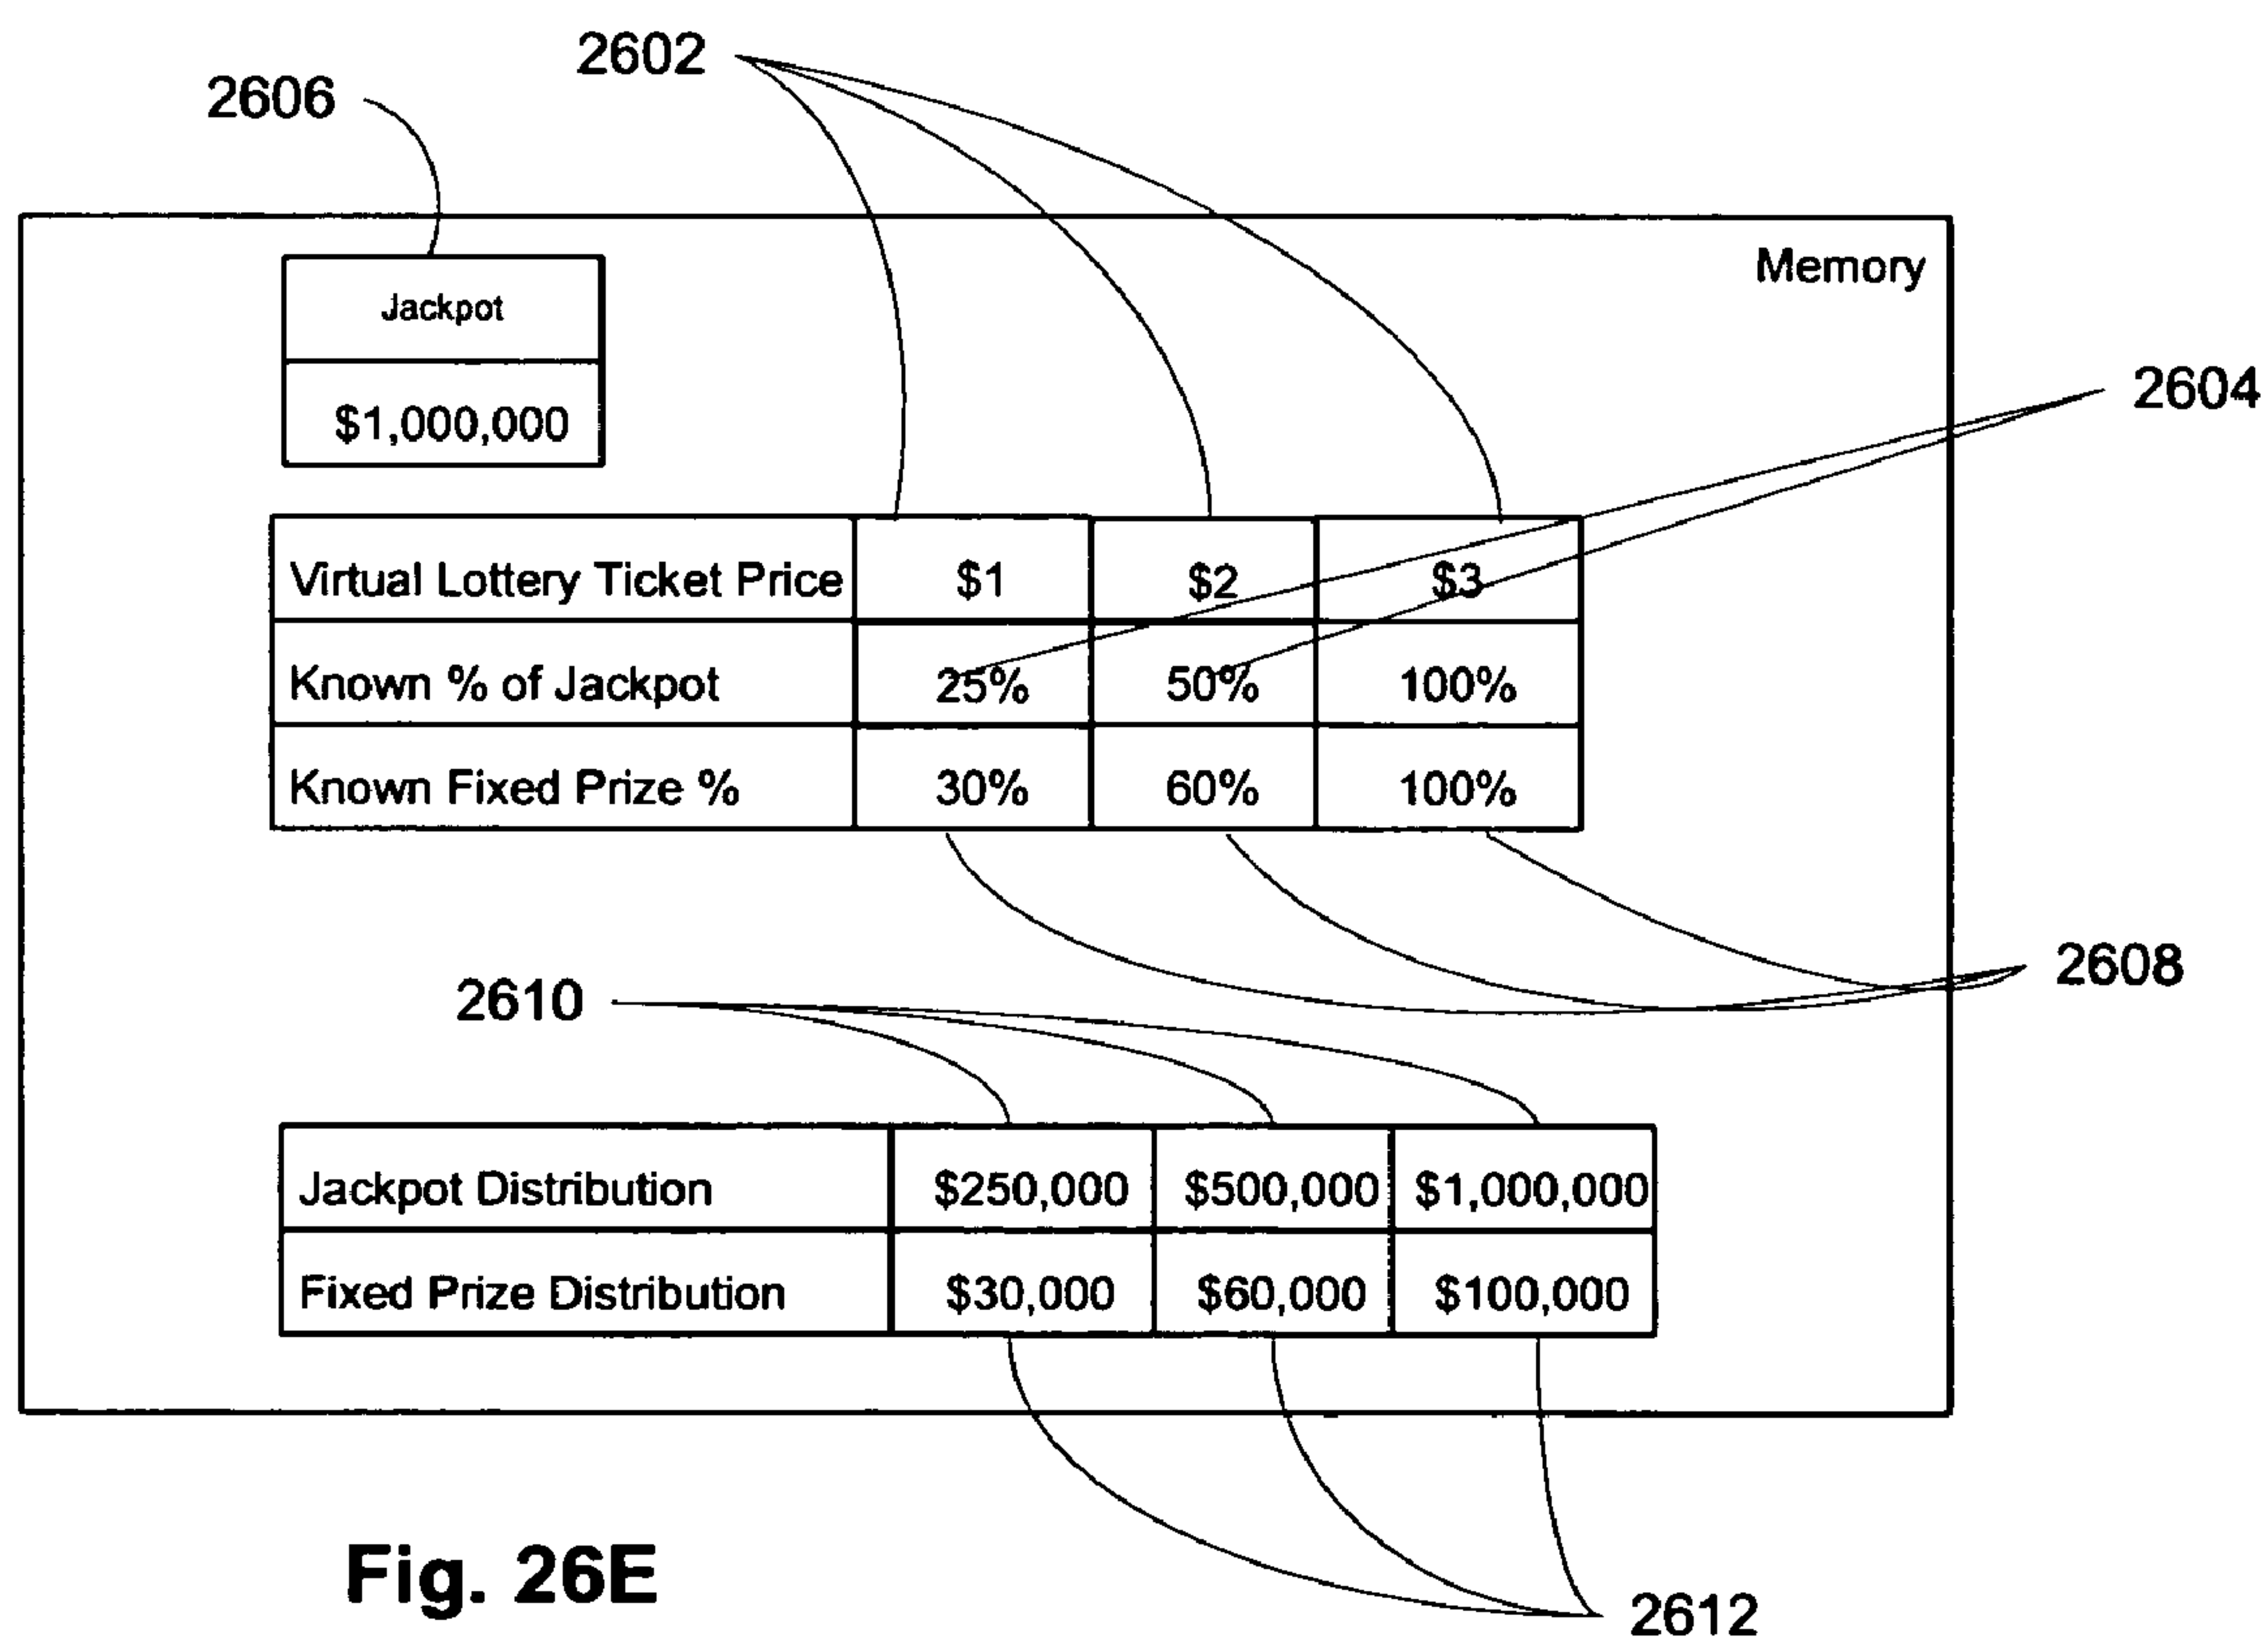 2602
2606
Memory
Jackpot
$1,000,000
2604
Virtual Lottery Ticket Price $1 $2 $3
Known % of Jackpot 25% 50% 100%
Known Fixed Prize % 30% 60% 100%
2608
2610
Jackpot Distribution $250,000 $500,000 $1,000,000
Fixed Prize Distribution $30,000 $60,000 $100,000
Fig. 26E
2612